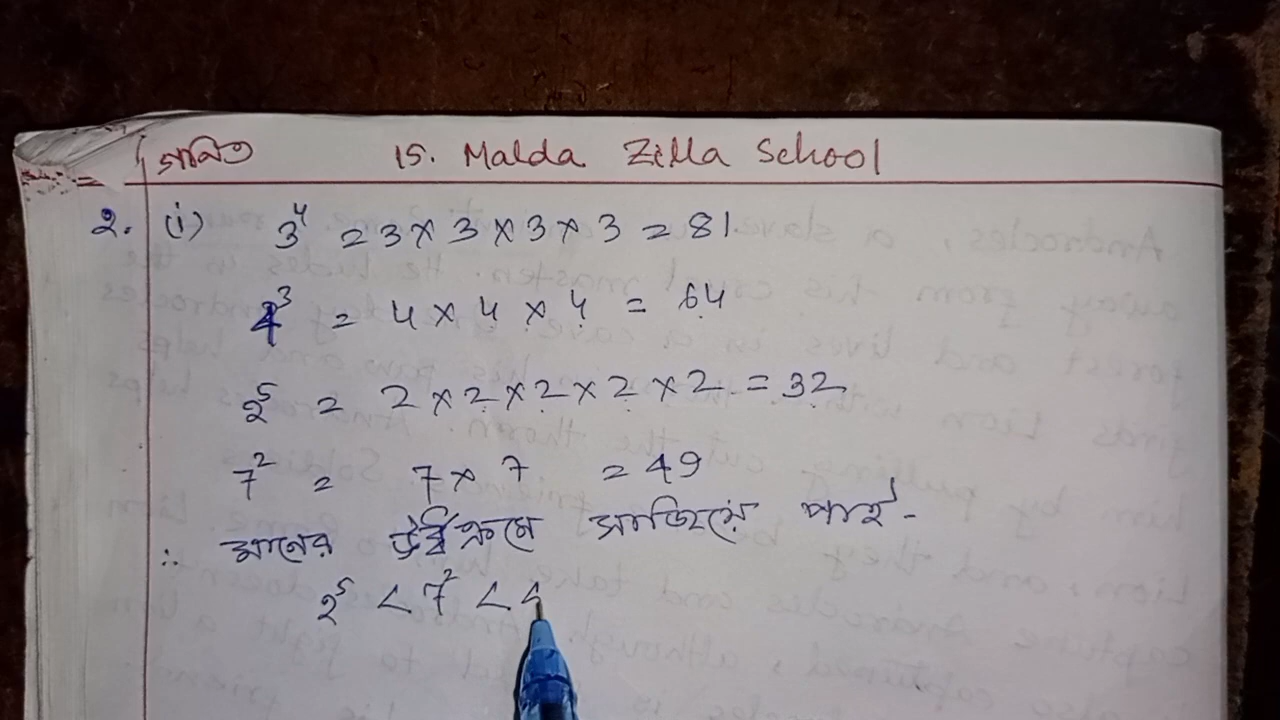 গণিত 15. Malda Zilla School
2. (i) 3⁴ = 3 × 3 × 3 × 3 = 81
4³ = 4 × 4 × 4 = 64
2⁵ = 2 × 2 × 2 × 2 × 2 = 32
7² = 7 × 7 = 49
∴ মানের ঊর্ধ্বক্রমে সাজিয়ে পাই -
2⁵ < 7² < 4